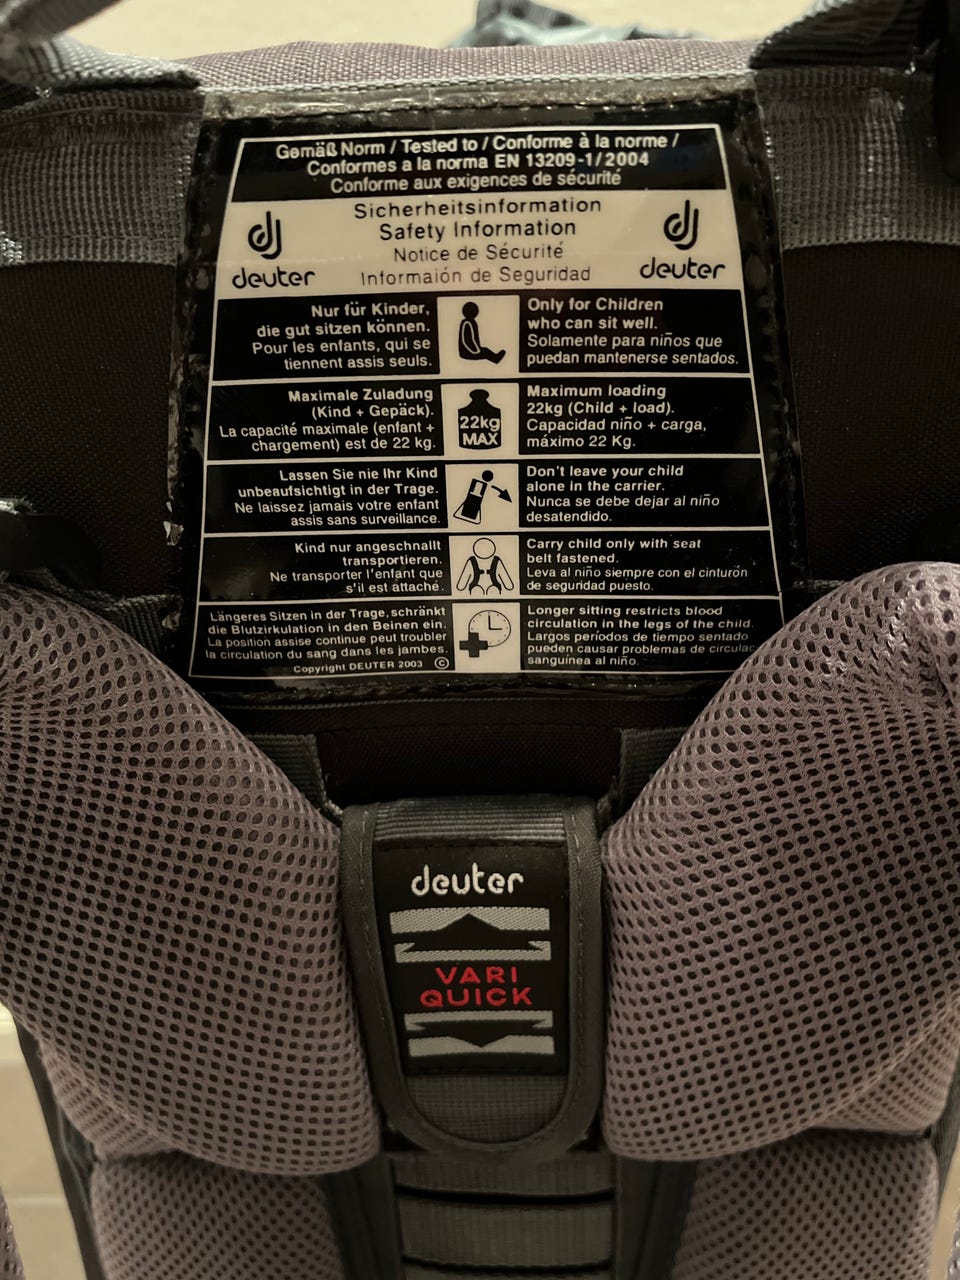 Gemäß Norm / Tested to / Conforme à la norme /
Conformes a la norma EN 13209-1/2004
Conforme aux exigences de sécurité
deuter
Sicherheitsinformation
Safety Information
Notice de Sécurité
Informaión de Seguridad
deuter
Nur für Kinder,
die gut sitzen können.
Pour les enfants, qui se
tiennent assis seuls.
Only for Children
who can sit well.
Solamente para niños que
puedan mantenerse sentados.
Maximale Zuladung
(Kind + Gepäck).
La capacité maximale (enfant +
chargement) est de 22 kg.
22kg
MAX
Maximum loading
22kg (Child + load).
Capacidad niño + carga,
máximo 22 Kg.
Lassen Sie nie Ihr Kind
unbeaufsichtigt in der Trage.
Ne laissez jamais votre enfant
assis sans surveillance.
Don't leave your child
alone in the carrier.
Nunca se debe dejar al niño
desatendido.
Kind nur angeschnallt
transportieren.
Ne transporter l'enfant que
s'il est attaché.
Carry child only with seat
belt fastened.
Leva al niño siempre con el cinturón
de seguridad puesto.
Längeres Sitzen in der Trage, schränkt
die Blutzirkulation in den Beinen ein.
La position assise continue peut troubler
la circulation du sang dans les jambes.
Copyright DEUTER 2003 ©
Longer sitting restricts blood
circulation in the legs of the child.
Largos períodos de tiempo sentado
pueden causar problemas de circulac
sanguínea al niño.
deuter
VARI
QUICK